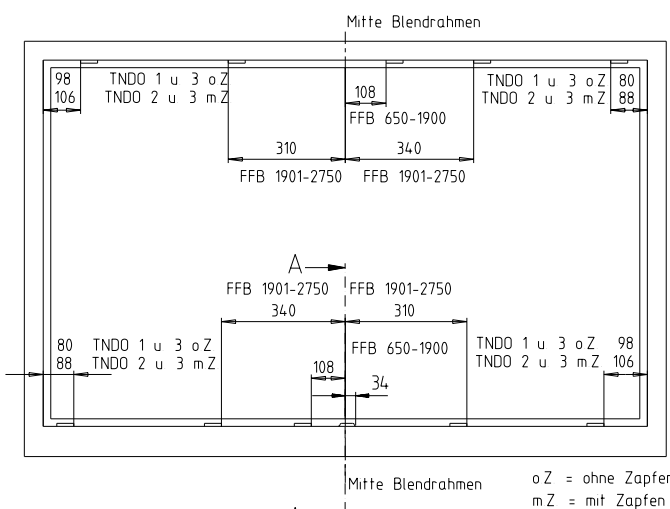 Mitte Blendrahmen
98 TNDO 1 u 3 oZ
106 TNDO 2 u 3 mZ
TNDO 1 u 3 oZ 80
TNDO 2 u 3 mZ 88
108
FFB 650-1900
310 340
FFB 1901-2750 FFB 1901-2750
A
FFB 1901-2750 FFB 1901-2750
340 310
80 TNDO 1 u 3 oZ
88 TNDO 2 u 3 mZ
FFB 650-1900
TNDO 1 u 3 oZ 98
TNDO 2 u 3 mZ 106
108 34
Mitte Blendrahmen
oZ = ohne Zapfen
mZ = mit Zapfen